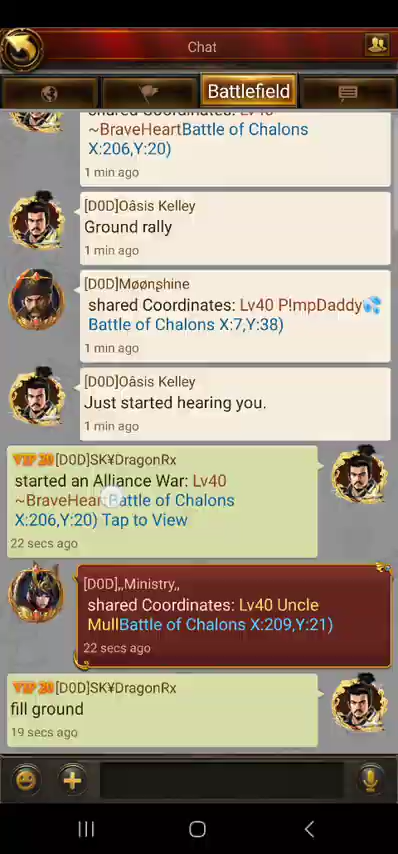 Chat
Battlefield
shared Coordinates: Lv40
~BraveHeartBattle of Chalons
X:206,Y:20)
1 min ago
[D0D]Oâsis Kelley
Ground rally
1 min ago
[D0D]Møønşhine
shared Coordinates: Lv40 P!mpDaddy💦
Battle of Chalons X:7,Y:38)
1 min ago
[D0D]Oâsis Kelley
Just started hearing you.
1 min ago
VIP 20 [D0D]SK¥DragonRx
started an Alliance War: Lv40
~BraveHeartBattle of Chalons
X:206,Y:20) Tap to View
22 secs ago
[D0D],,Ministry,,
shared Coordinates: Lv40 Uncle
MullBattle of Chalons X:209,Y:21)
22 secs ago
VIP 20 [D0D]SK¥DragonRx
fill ground
19 secs ago